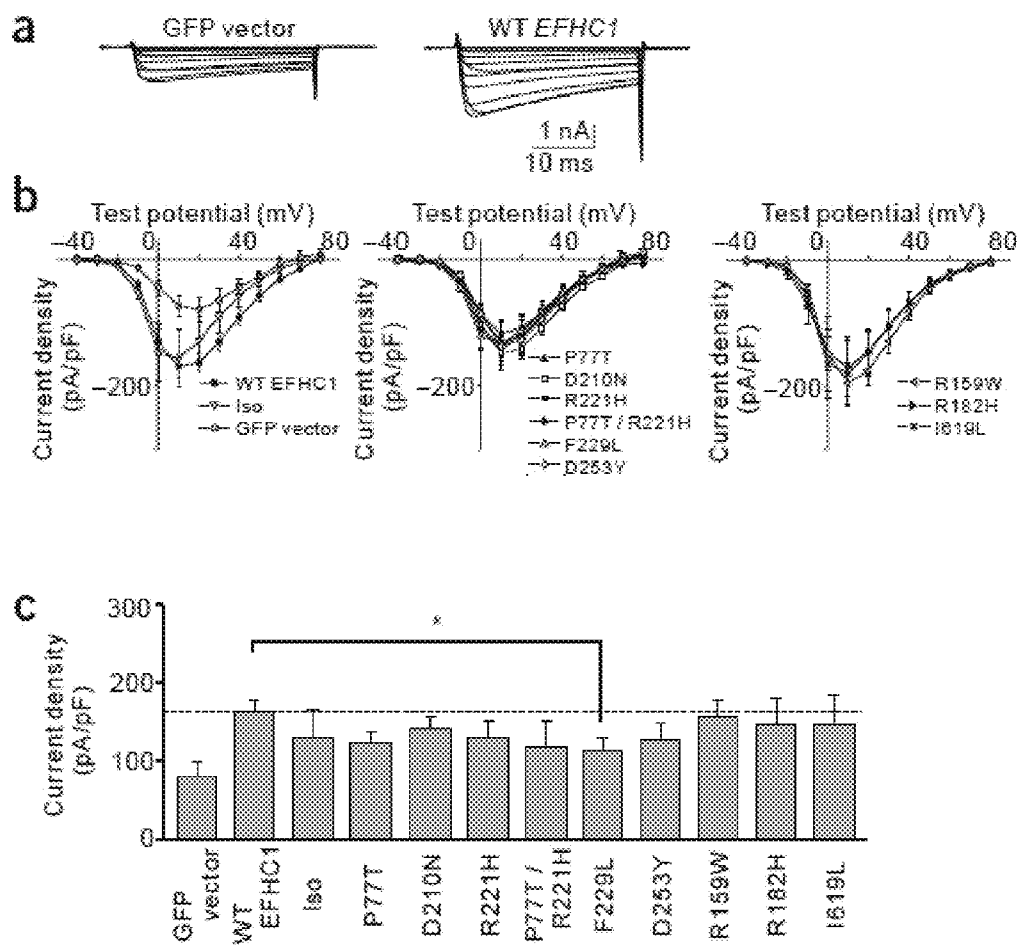 a
GFP vector
WT EFHC1
1 nA
10 ms
b
Test potential (mV)
−40 0 40 80
Current density
(pA/pF)
−200
WT EFHC1
Iso
GFP vector
Test potential (mV)
−40 0 40 80
Current density
(pA/pF)
−200
P77T
D210N
R221H
P77T / R221H
F229L
D253Y
Test potential (mV)
−40 0 40 80
Current density
(pA/pF)
−200
R159W
R182H
I619L
c
Current density
(pA/pF)
300
200
100
0
*
GFP
vector
WT
EFHC1
Iso
P77T
D210N
R221H
P77T /
R221H
F229L
D253Y
R159W
R182H
I619L